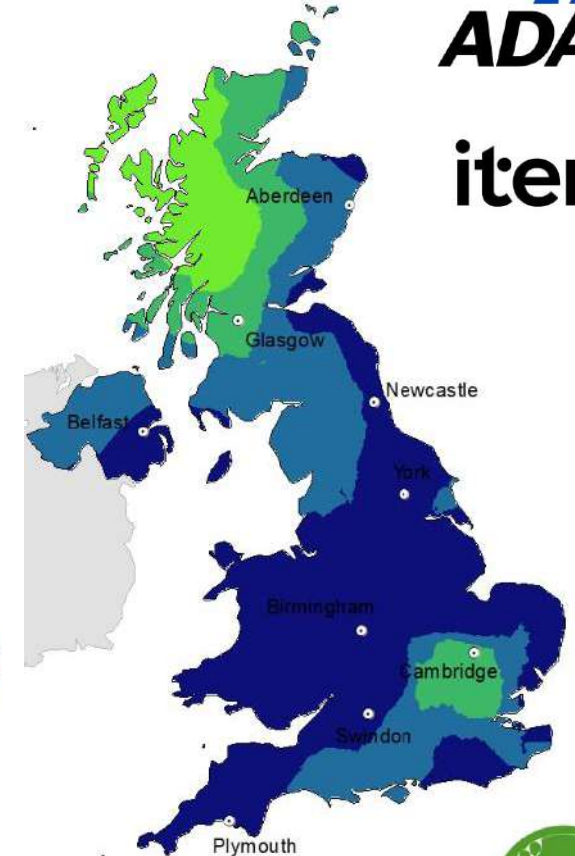 ADA
iter
Aberdeen
Glasgow
Newcastle
Belfast
York
Birmingham
Cambridge
Swindon
Plymouth